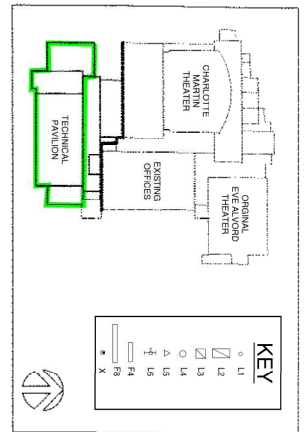 CHARLOTTE
MARTIN
THEATER
TECHNICAL
PAVILION
EXISTING
OFFICES
ORGINAL
EVE ALVORD
THEATER
KEY
L1
L2
L3
L4
L5
L6
F4
F8
X